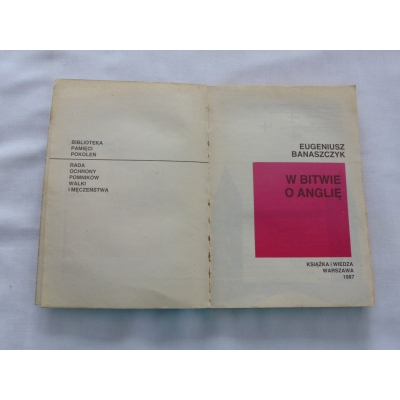 BIBLIOTEKA
PAMIĘCI
POKOLEŃ
RADA
OCHRONY
POMNIKÓW
WALKI
I MĘCZEŃSTWA
EUGENIUSZ
BANASZCZYK
W BITWIE
O ANGLIĘ
KSIĄŻKA i WIEDZA
WARSZAWA
1987